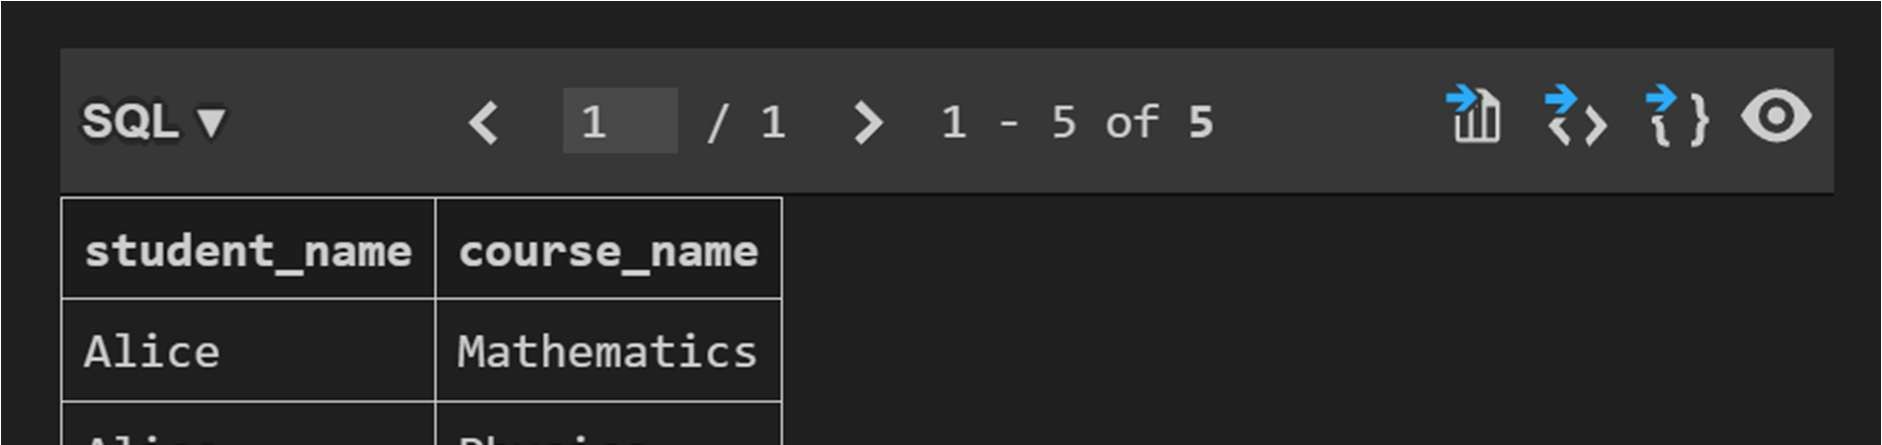 SQL ▼ 1 / 1 1 - 5 of 5
student_name course_name
Alice Mathematics